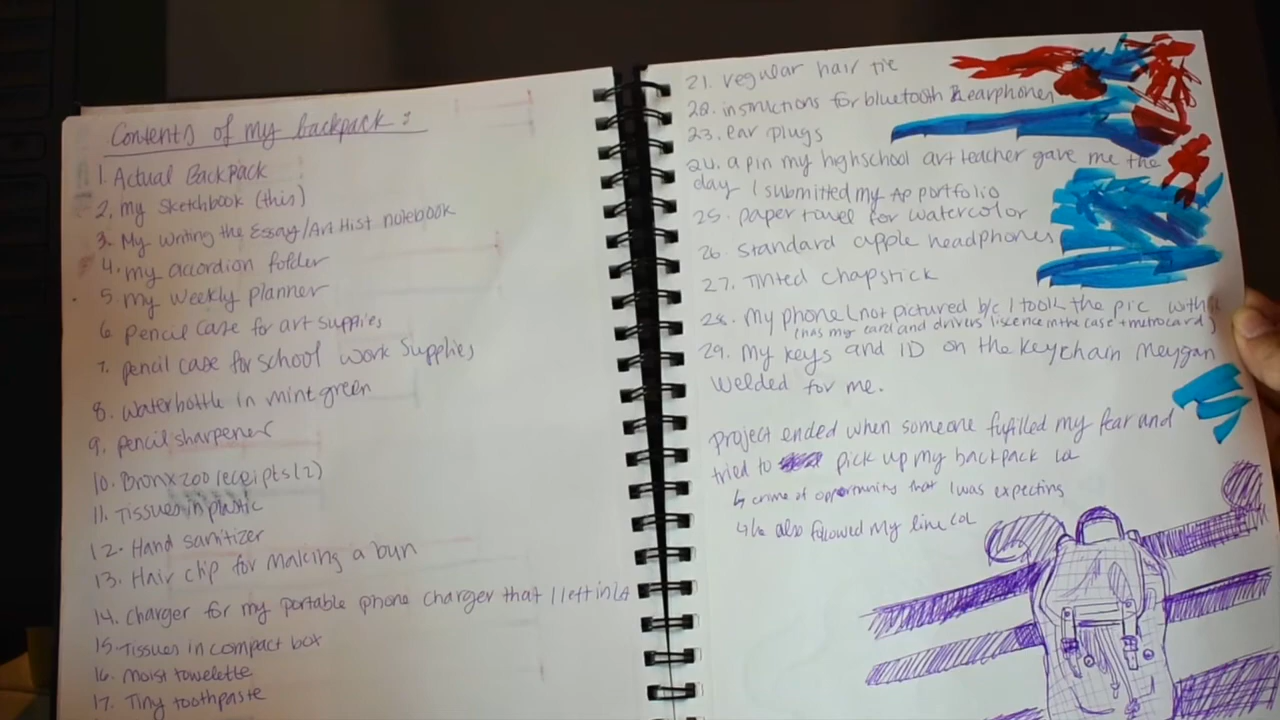 Contents of my backpack:
1. Actual Backpack
2. my sketchbook (this)
3. My writing the Essay/Art Hist notebook
4. my accordion folder
5. my weekly planner
6. pencil case for art supplies
7. pencil case for school work supplies
8. waterbottle in mint green
9. pencil sharpener
10. Bronx zoo receipts (2)
11. Tissues in plastic
12. Hand sanitizer
13. Hair clip for making a bun
14. charger for my portable phone charger that I left in LA
15. Tissues in compact box
16. Moist towelette
17. Tiny toothpaste
21. regular hair tie
22. instructions for bluetooth earphones
23. ear plugs
24. a pin my highschool art teacher gave me the
day I submitted my AP portfolio
25. paper towel for watercolor
26. standard apple headphones
27. Tinted chapstick
28. my phone (not pictured b/c I took the pic with it
(has my card and drivers liscence in the case + metrocard)
29. My keys and ID on the keychain Meygan
welded for me.
project ended when someone fufilled my fear and
tried to pick up my backpack
↳ crime of opportunity that I was expecting
↳ he also followed my line LOL